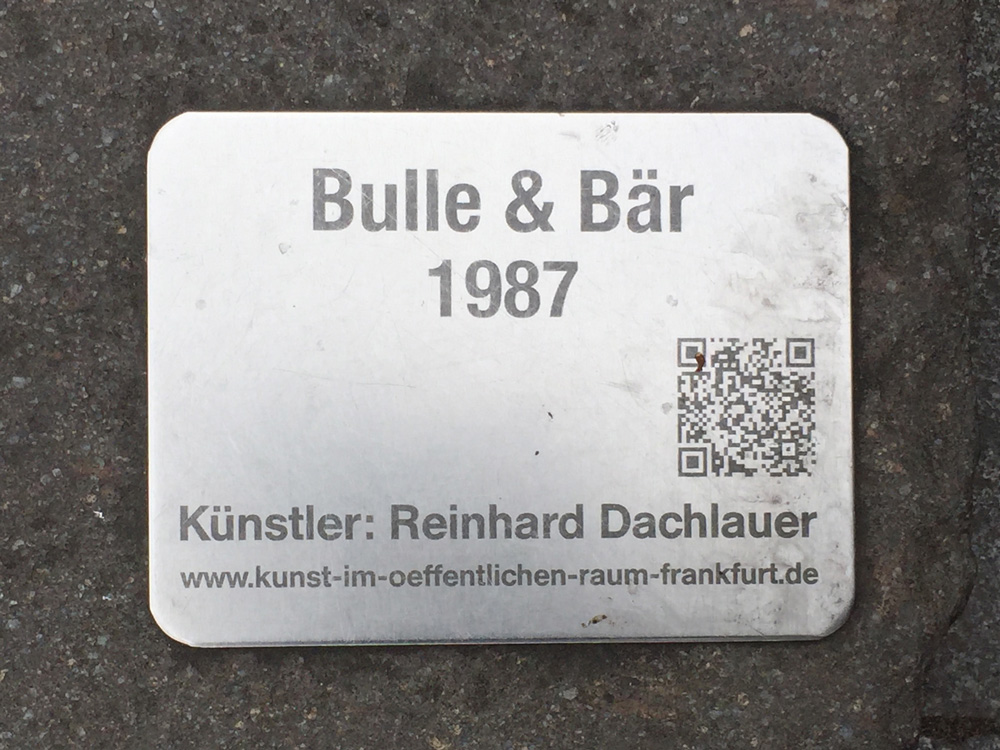 Bulle & Bär
1987
Künstler: Reinhard Dachlauer
www.kunst-im-oeffentlichen-raum-frankfurt.de